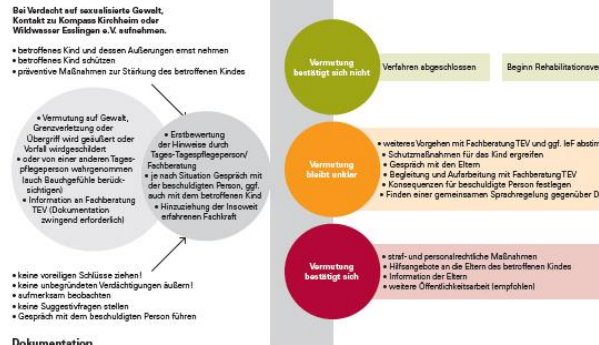 Bei Verdacht auf sexualisierte Gewalt,
Kontakt zu Kompass Kirchheim oder
Wildwasser Esslingen e.V. aufnehmen.
• betroffenes Kind und dessen Äußerungen ernst nehmen
• betroffenes Kind schützen
• präventive Maßnahmen zur Stärkung des betroffenen Kindes
• Vermutung auf Gewalt,
Grenzverletzung oder
Übergriff wird geäußert oder
Vorfall wird geschildert
• oder von einer anderen Tages-
pflegeperson wahrgenommen
(auch Bauchgefühle berück-
sichtigen)
• Information an Fachberatung
TEV (Dokumentation
zwingend erforderlich)
• Erstbewertung
der Hinweise durch
Tages-Tagespflegeperson/
Fachberatung
• je nach Situation Gespräch mit
der beschuldigten Person, ggf.
auch mit dem betroffenen Kind
• Hinzuziehung der Insoweit
erfahrenen Fachkraft
• keine voreiligen Schlüsse ziehen!
• keine unbegründeten Verdächtigungen äußern!
• aufmerksam beobachten
• keine Suggestivfragen stellen
• Gespräch mit dem beschuldigten Person führen
Dokumentation
Vermutung
bestätigt sich nicht
Verfahren abgeschlossen
Beginn Rehabilitationsve
Vermutung
bleibt unklar
• weiteres Vorgehen mit Fachberatung TEV und ggf. IeF abstim
• Schutzmaßnahmen für das Kind ergreifen
• Gespräch mit den Eltern
• Begleitung und Aufarbeitung mit Fachberatung TEV
• Konsequenzen für beschuldigte Person festlegen
• Finden einer gemeinsamen Sprachregelung gegenüber D
Vermutung
bestätigt sich
• straf- und personalrechtliche Maßnahmen
• Hilfsangebote an die Eltern des betroffenen Kindes
• Information der Eltern
• weitere Öffentlichkeitsarbeit (empfohlen)